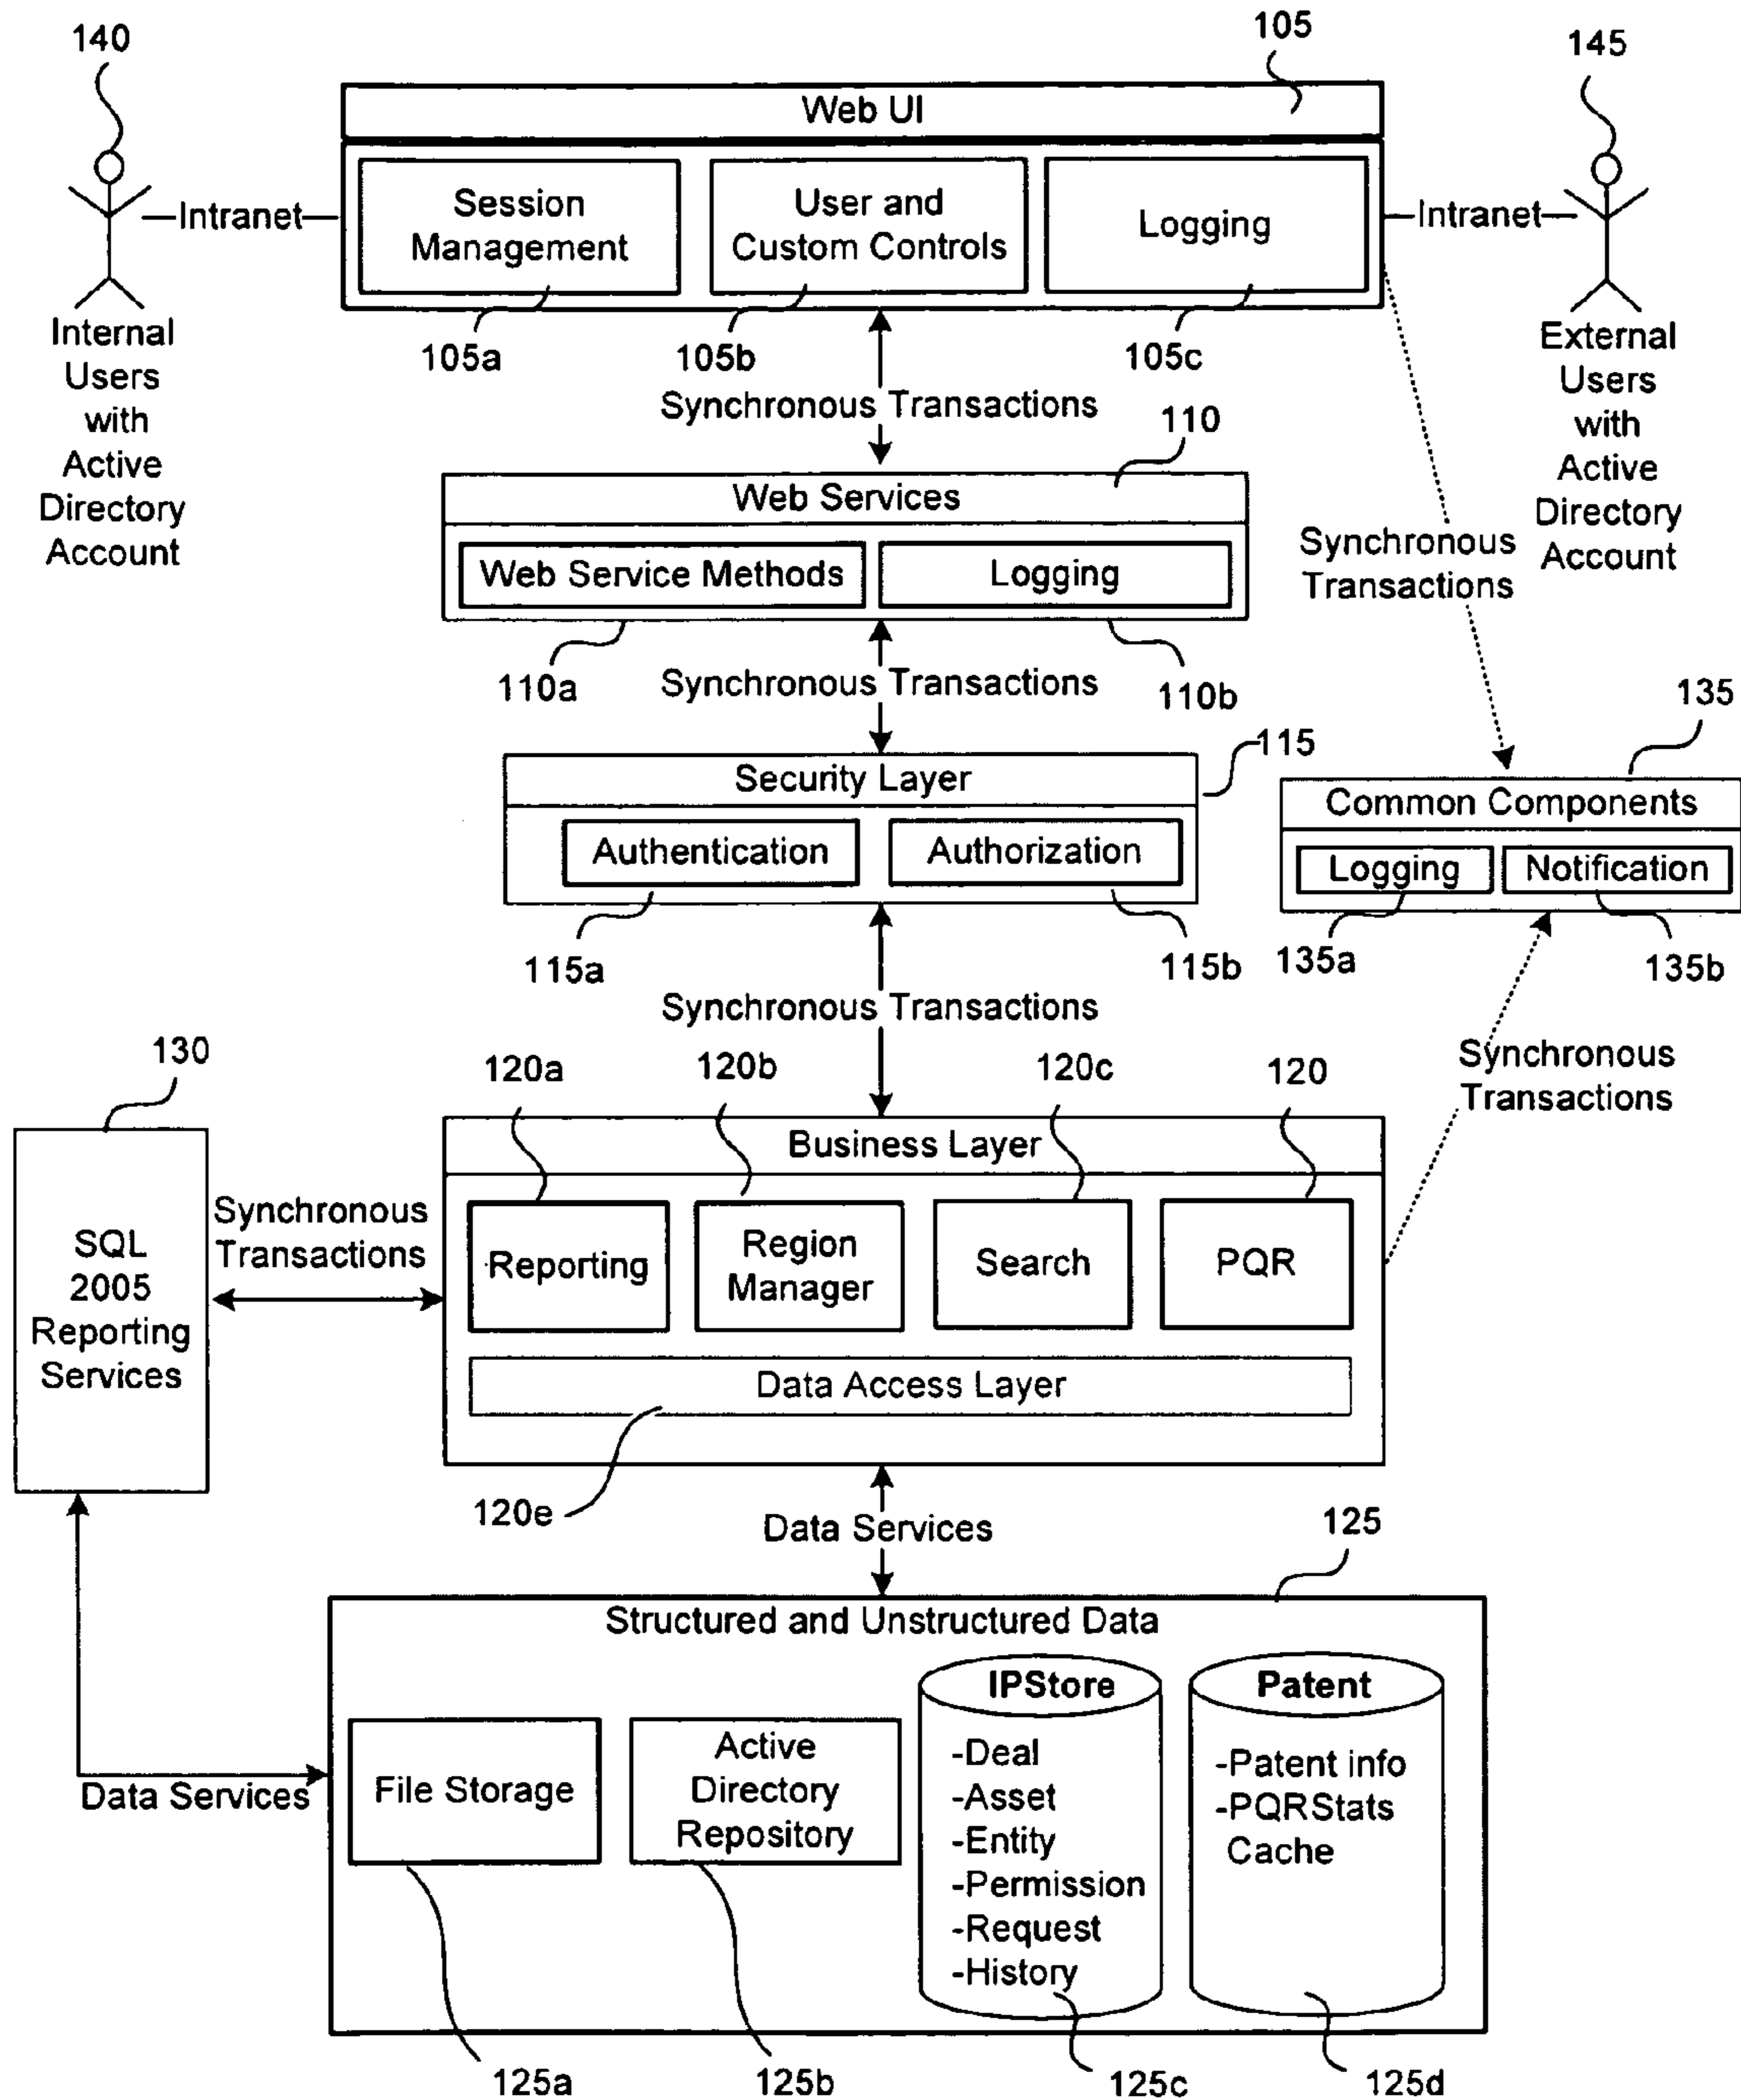 140
105
145
Web UI
Session
Management
User and
Custom Controls
Logging
Intranet
Intranet
Internal
Users
with
Active
Directory
Account
External
Users
with
Active
Directory
Account
105a
105b
105c
Synchronous Transactions
110
Web Services
Web Service Methods
Logging
Synchronous
Transactions
110a
Synchronous Transactions
110b
135
115
Security Layer
Common Components
Authentication
Authorization
Logging
Notification
115a
115b
135a
135b
Synchronous Transactions
130
120a
120b
120c
120
Synchronous
Transactions
Business Layer
Synchronous
Transactions
SQL
2005
Reporting
Services
Reporting
Region
Manager
Search
PQR
Data Access Layer
120e
Data Services
125
Structured and Unstructured Data
Data Services
File Storage
Active
Directory
Repository
IPStore
-Deal
-Asset
-Entity
-Permission
-Request
-History
Patent
-Patent info
-PQRStats
Cache
125a
125b
125c
125d